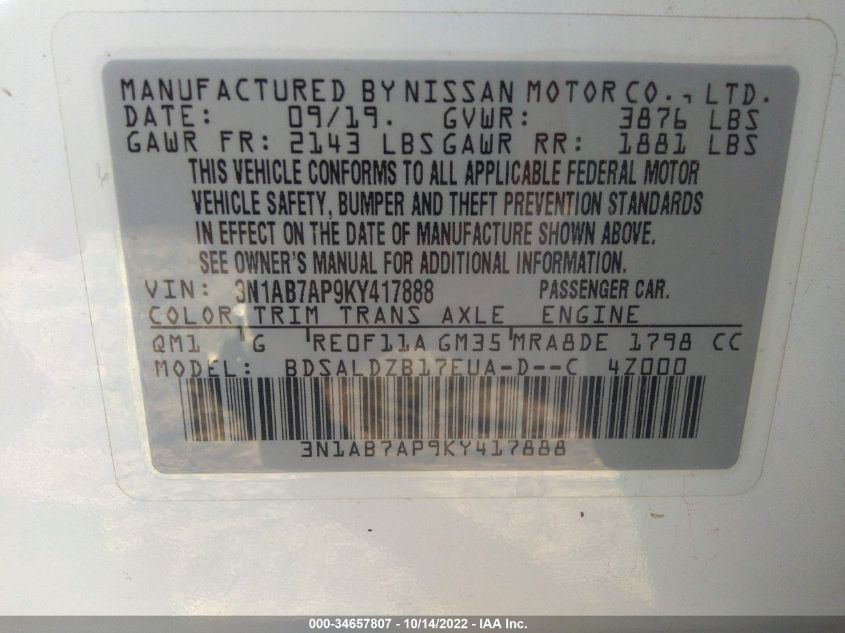 MANUFACTURED BY NISSAN MOTOR CO., LTD.
DATE: 09/19. GVWR: 3876 LBS
GAWR FR: 2143 LBS GAWR RR: 1881 LBS
THIS VEHICLE CONFORMS TO ALL APPLICABLE FEDERAL MOTOR
VEHICLE SAFETY, BUMPER AND THEFT PREVENTION STANDARDS
IN EFFECT ON THE DATE OF MANUFACTURE SHOWN ABOVE.
SEE OWNER'S MANUAL FOR ADDITIONAL INFORMATION.
VIN: 3N1AB7AP9KY417888 PASSENGER CAR.
COLOR TRIM TRANS AXLE ENGINE
QM1 G RE0F11A GM35 MRA8DE 1798 CC
MODEL: BDSALDZB17EUA-D--C 4Z000
3N1AB7AP9KY417888
000-34657807 - 10/14/2022 - IAA Inc.